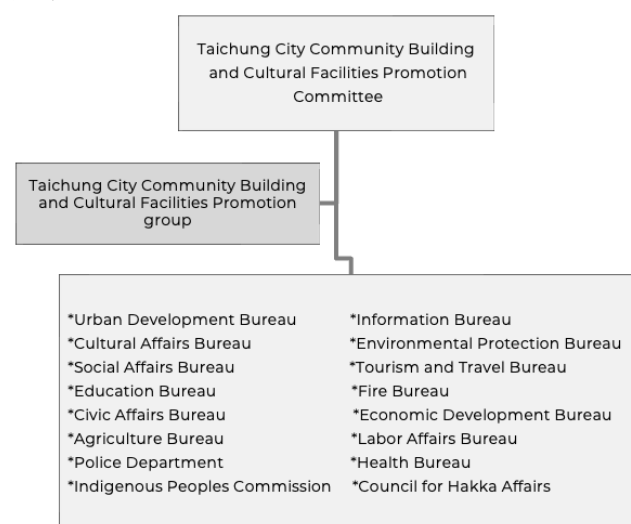 Taichung City Community Building
and Cultural Facilities Promotion
Committee
Taichung City Community Building
and Cultural Facilities Promotion
group
*Urban Development Bureau
*Cultural Affairs Bureau
*Social Affairs Bureau
*Education Bureau
*Civic Affairs Bureau
*Agriculture Bureau
*Police Department
*Indigenous Peoples Commission
*Information Bureau
*Environmental Protection Bureau
*Tourism and Travel Bureau
*Fire Bureau
*Economic Development Bureau
*Labor Affairs Bureau
*Health Bureau
*Council for Hakka Affairs